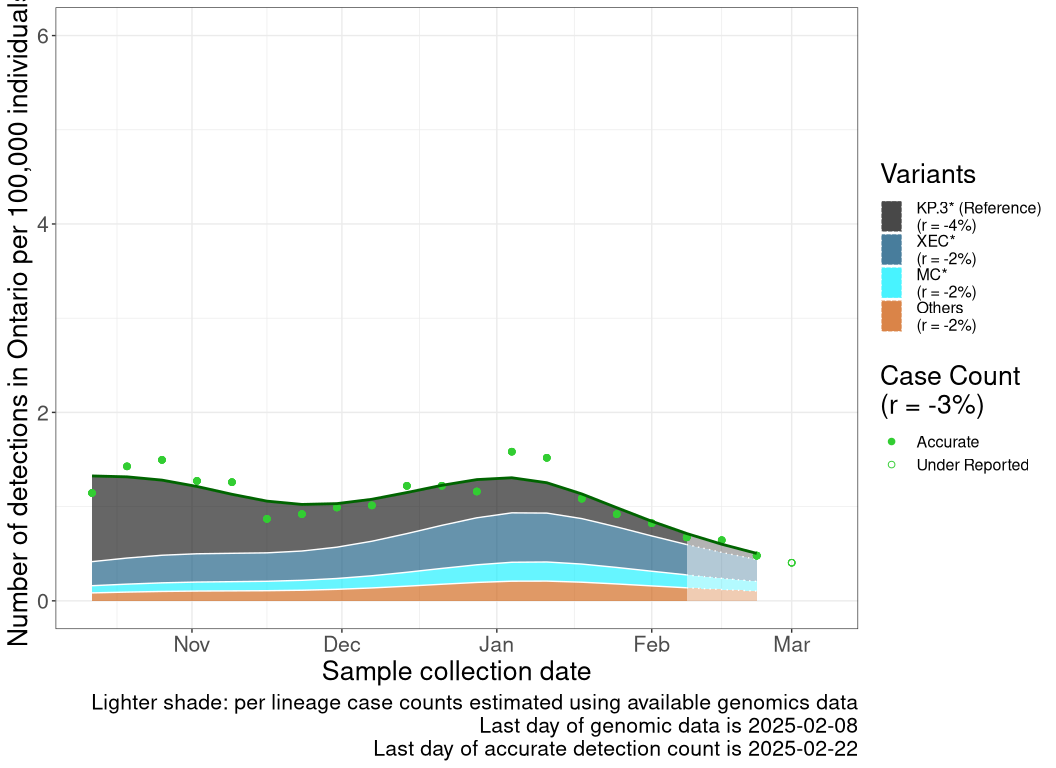 Number of detections in Ontario per 100,000 individuals
6
4
2
0
Nov
Dec
Jan
Feb
Mar
Sample collection date
Lighter shade: per lineage case counts estimated using available genomics data
Last day of genomic data is 2025-02-08
Last day of accurate detection count is 2025-02-22
Variants
KP.3* (Reference)
(r = -4%)
XEC*
(r = -2%)
MC*
(r = -2%)
Others
(r = -2%)
Case Count
(r = -3%)
Accurate
Under Reported